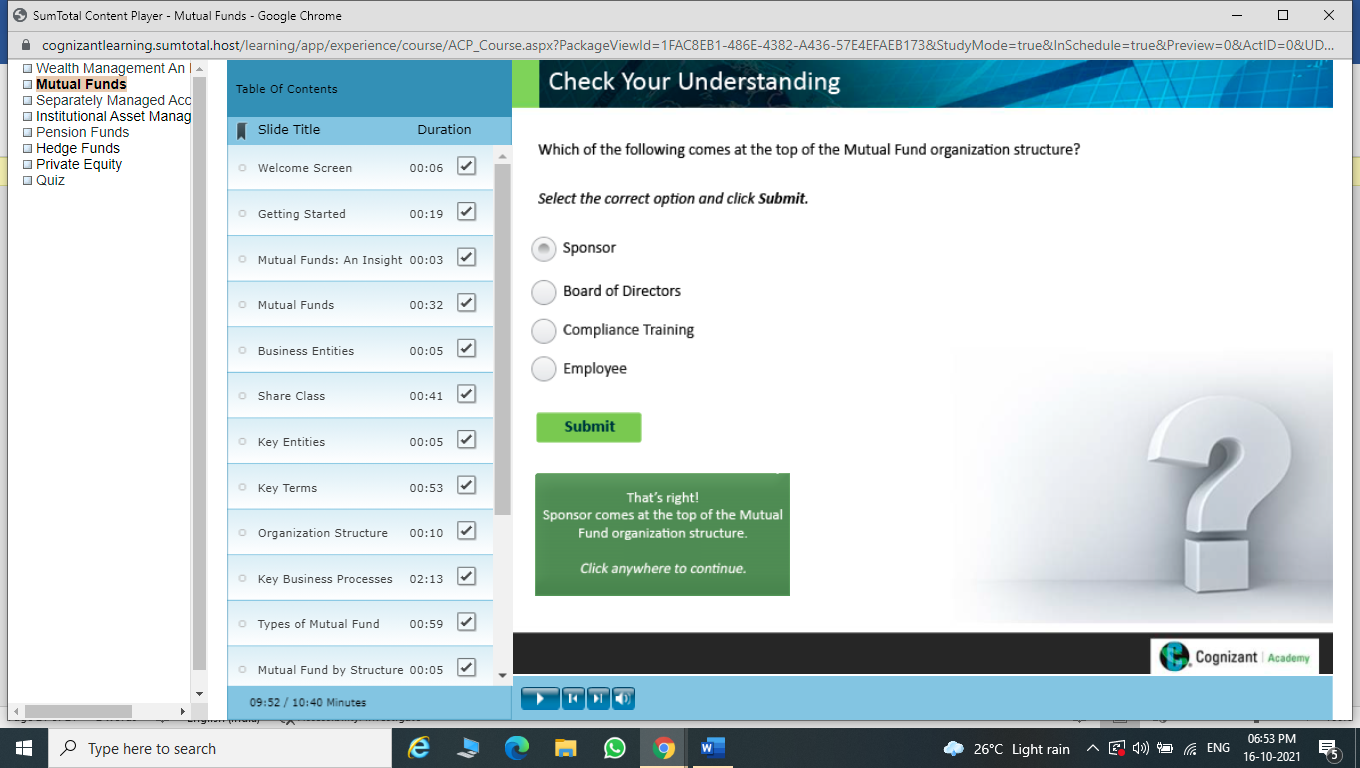 SumTotal Content Player - Mutual Funds - Google Chrome
cognizantlearning.sumtotal.host/learning/app/experience/course/ACP_Course.aspx?PackageViewId=1FAC8EB1-486E-4382-A436-57E4EFAEB173&StudyMode=true&InSchedule=true&Preview=0&ActID=0&UD...
Wealth Management An
Mutual Funds
Separately Managed Acc
Institutional Asset Manag
Pension Funds
Hedge Funds
Private Equity
Quiz
Table Of Contents
Slide Title Duration
Welcome Screen 00:06
Getting Started 00:19
Mutual Funds: An Insight 00:03
Mutual Funds 00:32
Business Entities 00:05
Share Class 00:41
Key Entities 00:05
Key Terms 00:53
Organization Structure 00:10
Key Business Processes 02:13
Types of Mutual Fund 00:59
Mutual Fund by Structure 00:05
09:52 / 10:40 Minutes
Check Your Understanding
Which of the following comes at the top of the Mutual Fund organization structure?
Select the correct option and click Submit.
Sponsor
Board of Directors
Compliance Training
Employee
Submit
That's right!
Sponsor comes at the top of the Mutual
Fund organization structure.
Click anywhere to continue.
Cognizant | Academy
Type here to search
26°C Light rain
ENG
06:53 PM
16-10-2021
5